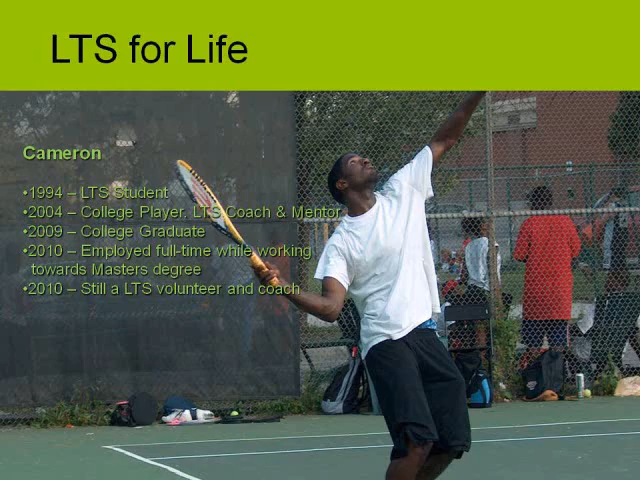 LTS for Life
Cameron
•1994 – LTS Student
•2004 – College Player, LTS Coach & Mentor
•2009 – College Graduate
•2010 – Employed full-time while working
towards Masters degree
•2010 – Still a LTS volunteer and coach